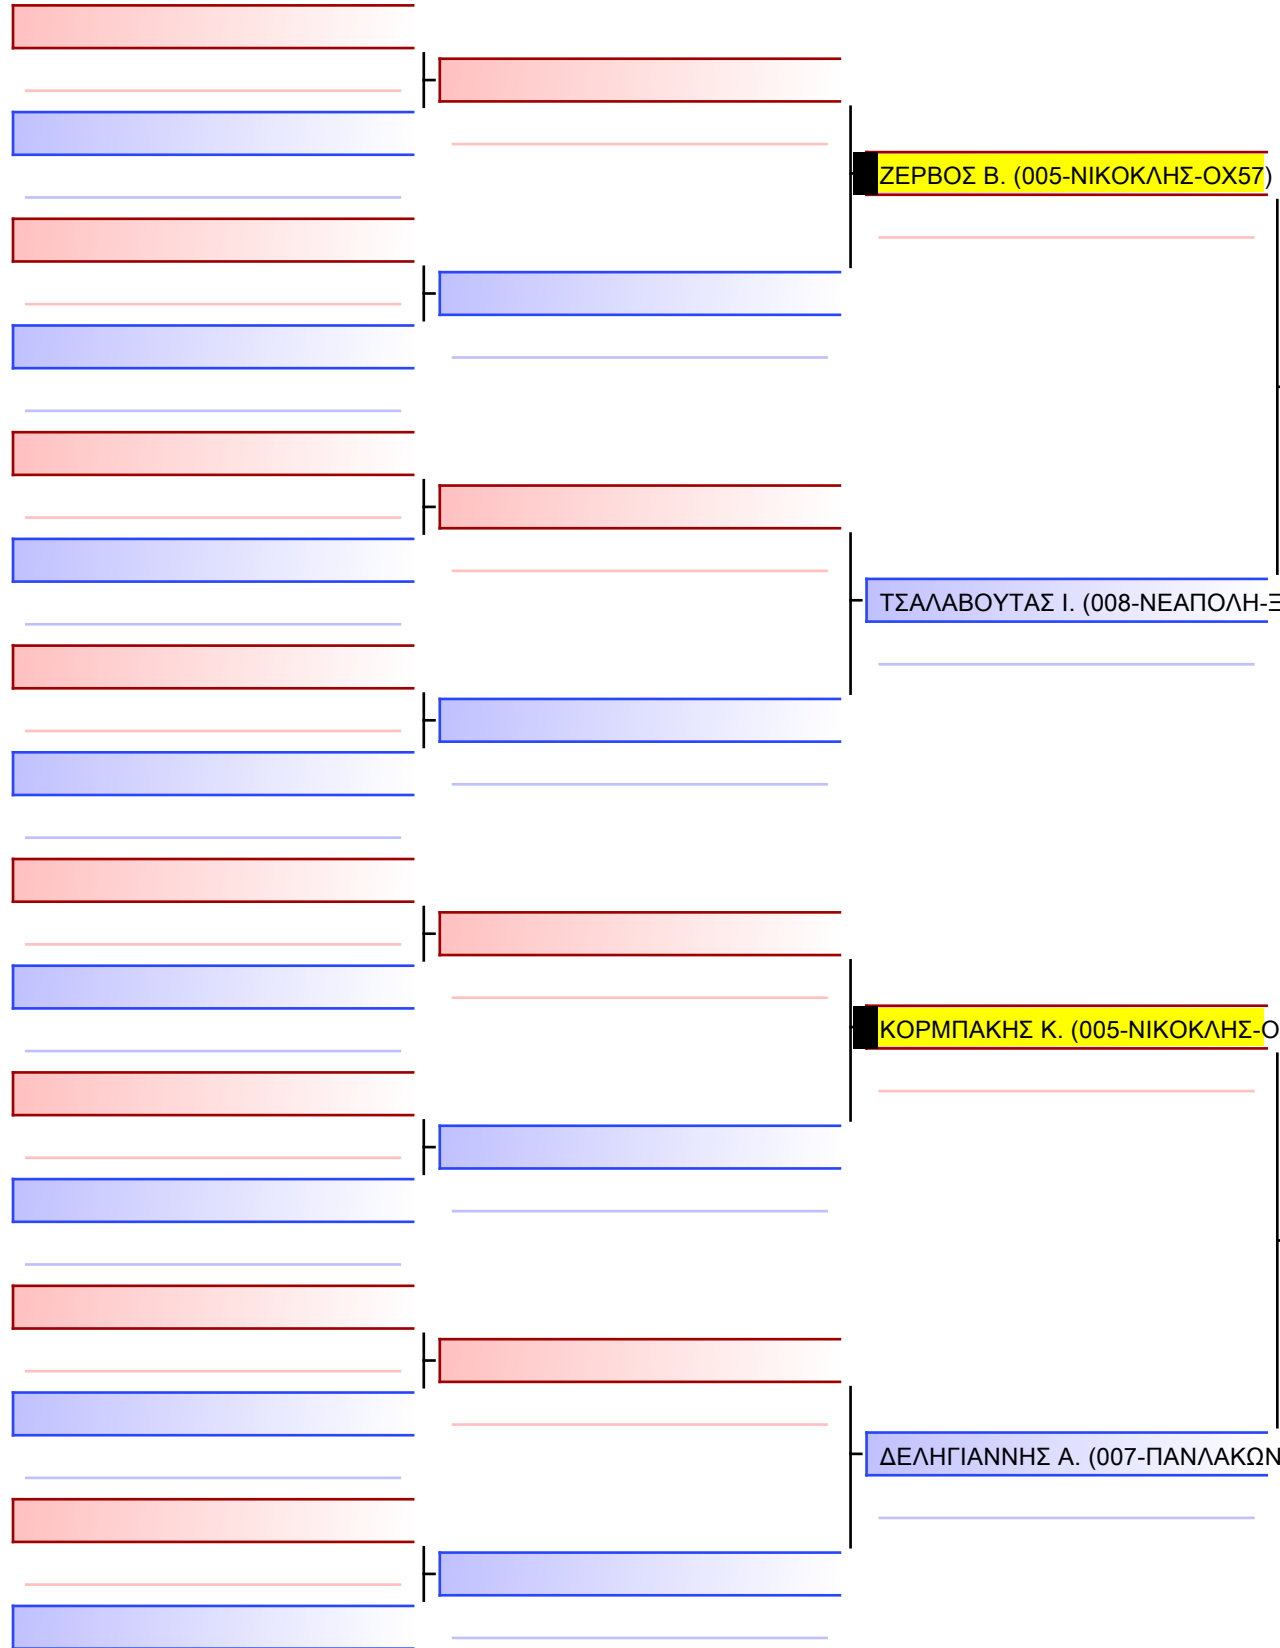 ΖΕΡΒΟΣ Β. (005-ΝΙΚΟΚΛΗΣ-ΟΧ57)
ΤΣΑΛΑΒΟΥΤΑΣ Ι. (008-ΝΕΑΠΟΛΗ-Ξ
ΚΟΡΜΠΑΚΗΣ Κ. (005-ΝΙΚΟΚΛΗΣ-Ο
ΔΕΛΗΓΙΑΝΝΗΣ Α. (007-ΠΑΝΛΑΚΩΝ